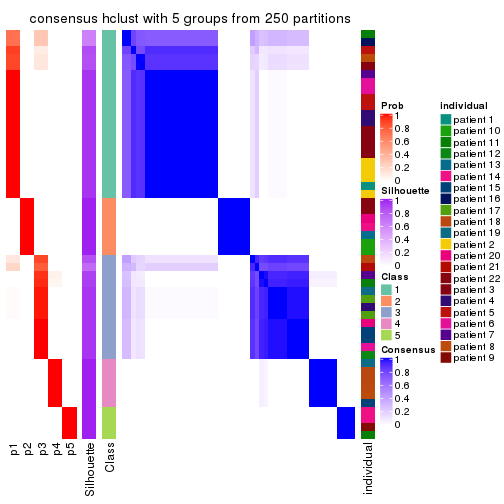 consensus hclust with 5 groups from 250 partitions
Prob
1
0.8
0.6
0.4
0.2
0
Silhouette
1
0.8
0.6
0.4
0.2
0
Class
1
2
3
4
5
Consensus
1
0.8
0.6
0.4
0.2
0
individual
patient 1
patient 10
patient 11
patient 12
patient 13
patient 14
patient 15
patient 16
patient 17
patient 18
patient 19
patient 2
patient 20
patient 21
patient 22
patient 3
patient 4
patient 5
patient 6
patient 7
patient 8
patient 9
p1
p2
p3
p4
p5
Silhouette
Class
individual